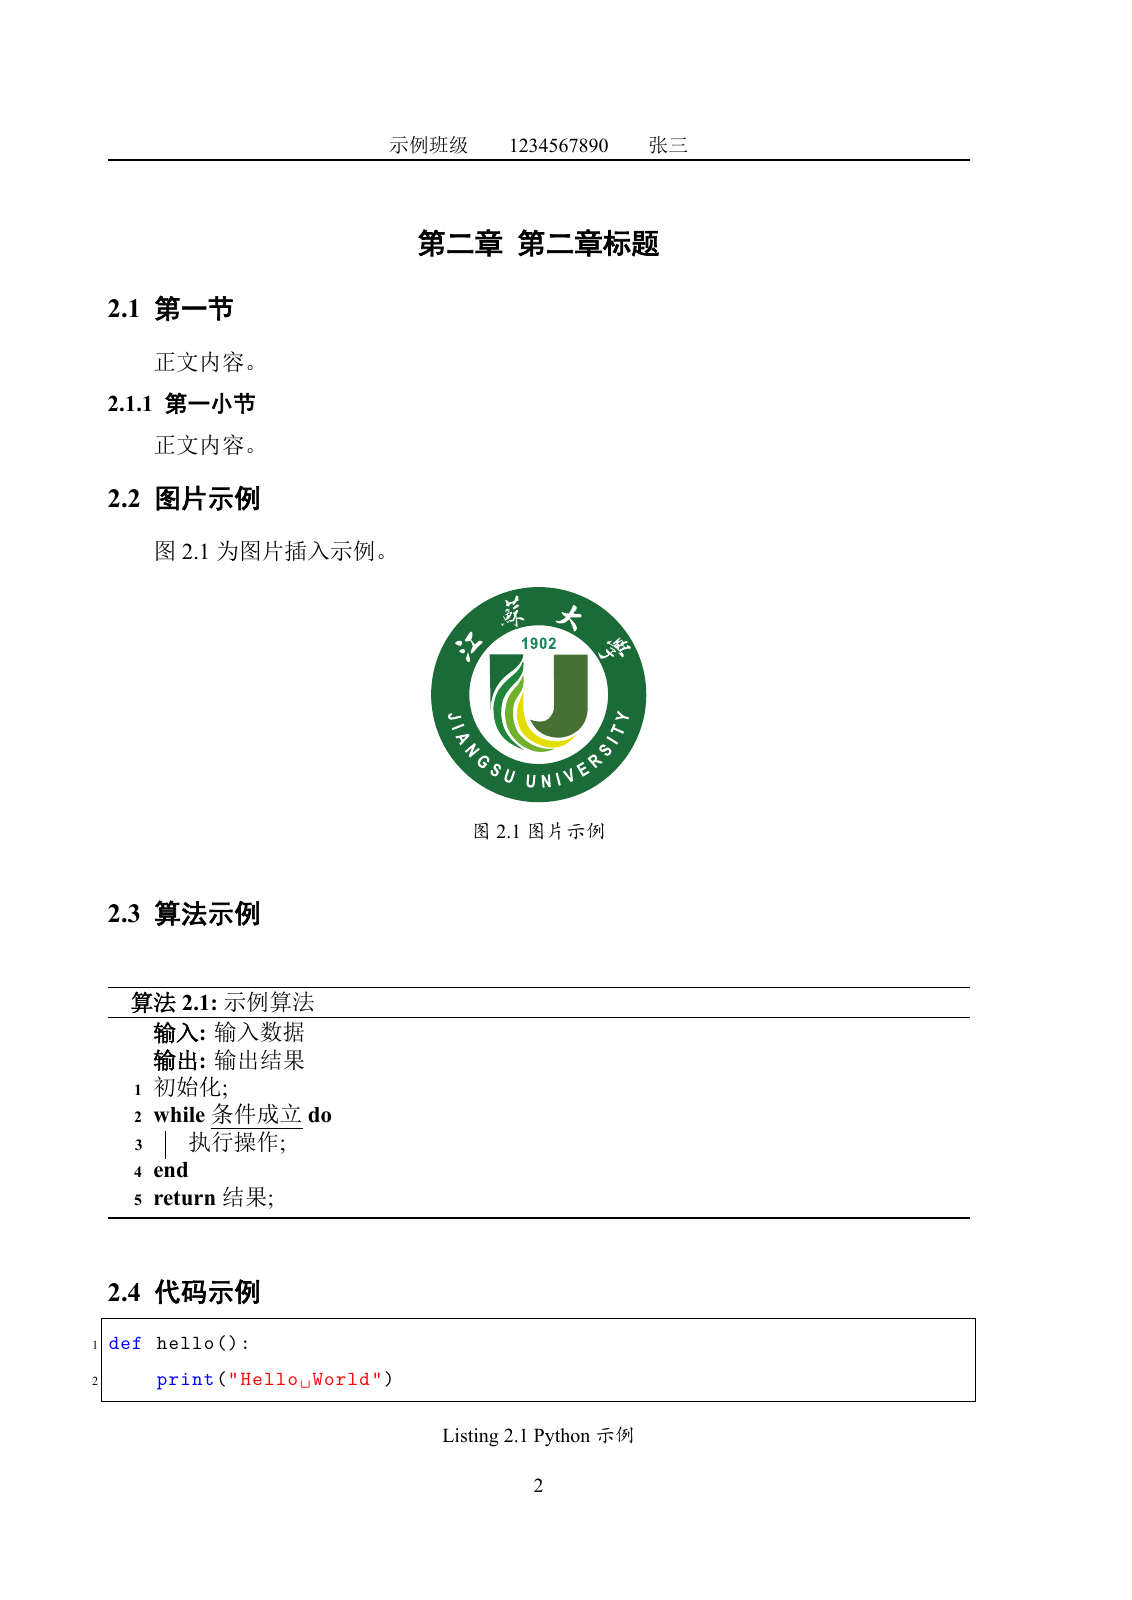 示例班级 1234567890 张三
第二章 第二章标题
2.1 第一节
正文内容。
2.1.1 第一小节
正文内容。
2.2 图片示例
图 2.1 为图片插入示例。
江蘇大學
1902
JIANGSU UNIVERSITY
图 2.1 图片示例
2.3 算法示例
算法 2.1: 示例算法
输入: 输入数据
输出: 输出结果
1 初始化;
2 while 条件成立 do
3 执行操作;
4 end
5 return 结果;
2.4 代码示例
1 def hello():
2 print("Hello␣World")
Listing 2.1 Python 示例
2